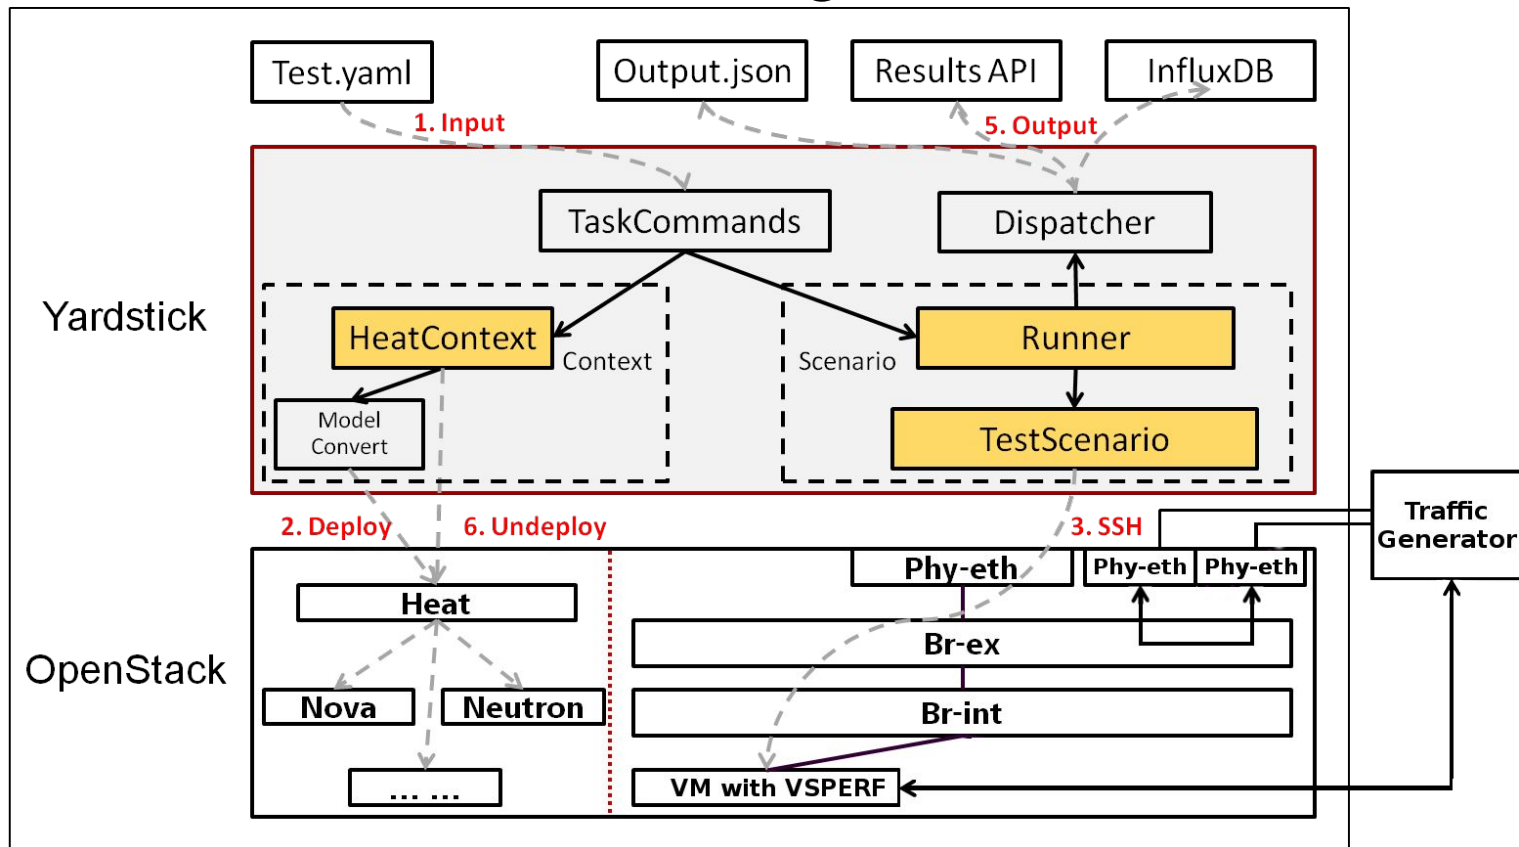 Test.yaml
Output.json
Results API
InfluxDB
1. Input
5. Output
TaskCommands
Dispatcher
Yardstick
HeatContext
Context
Scenario
Runner
Model
Convert
TestScenario
2. Deploy
6. Undeploy
3. SSH
Traffic
Generator
Phy-eth
Phy-eth
Phy-eth
Heat
Br-ex
OpenStack
Nova
Neutron
Br-int
... ...
VM with VSPERF